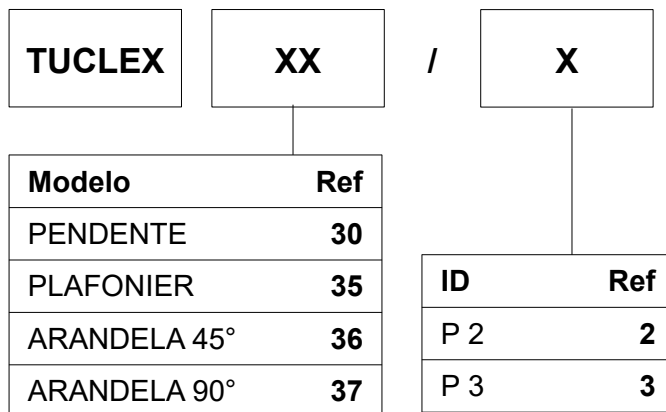 TUCLEX XX / X
Modelo Ref
PENDENTE 30
PLAFONIER 35
ARANDELA 45° 36
ARANDELA 90° 37
ID Ref
P 2 2
P 3 3